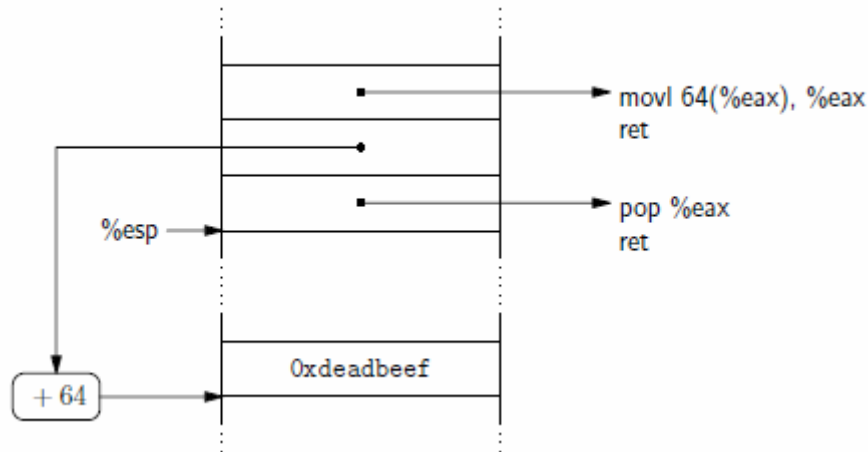 movl 64(%eax), %eax
ret
pop %eax
ret
%esp
0xdeadbeef
+ 64